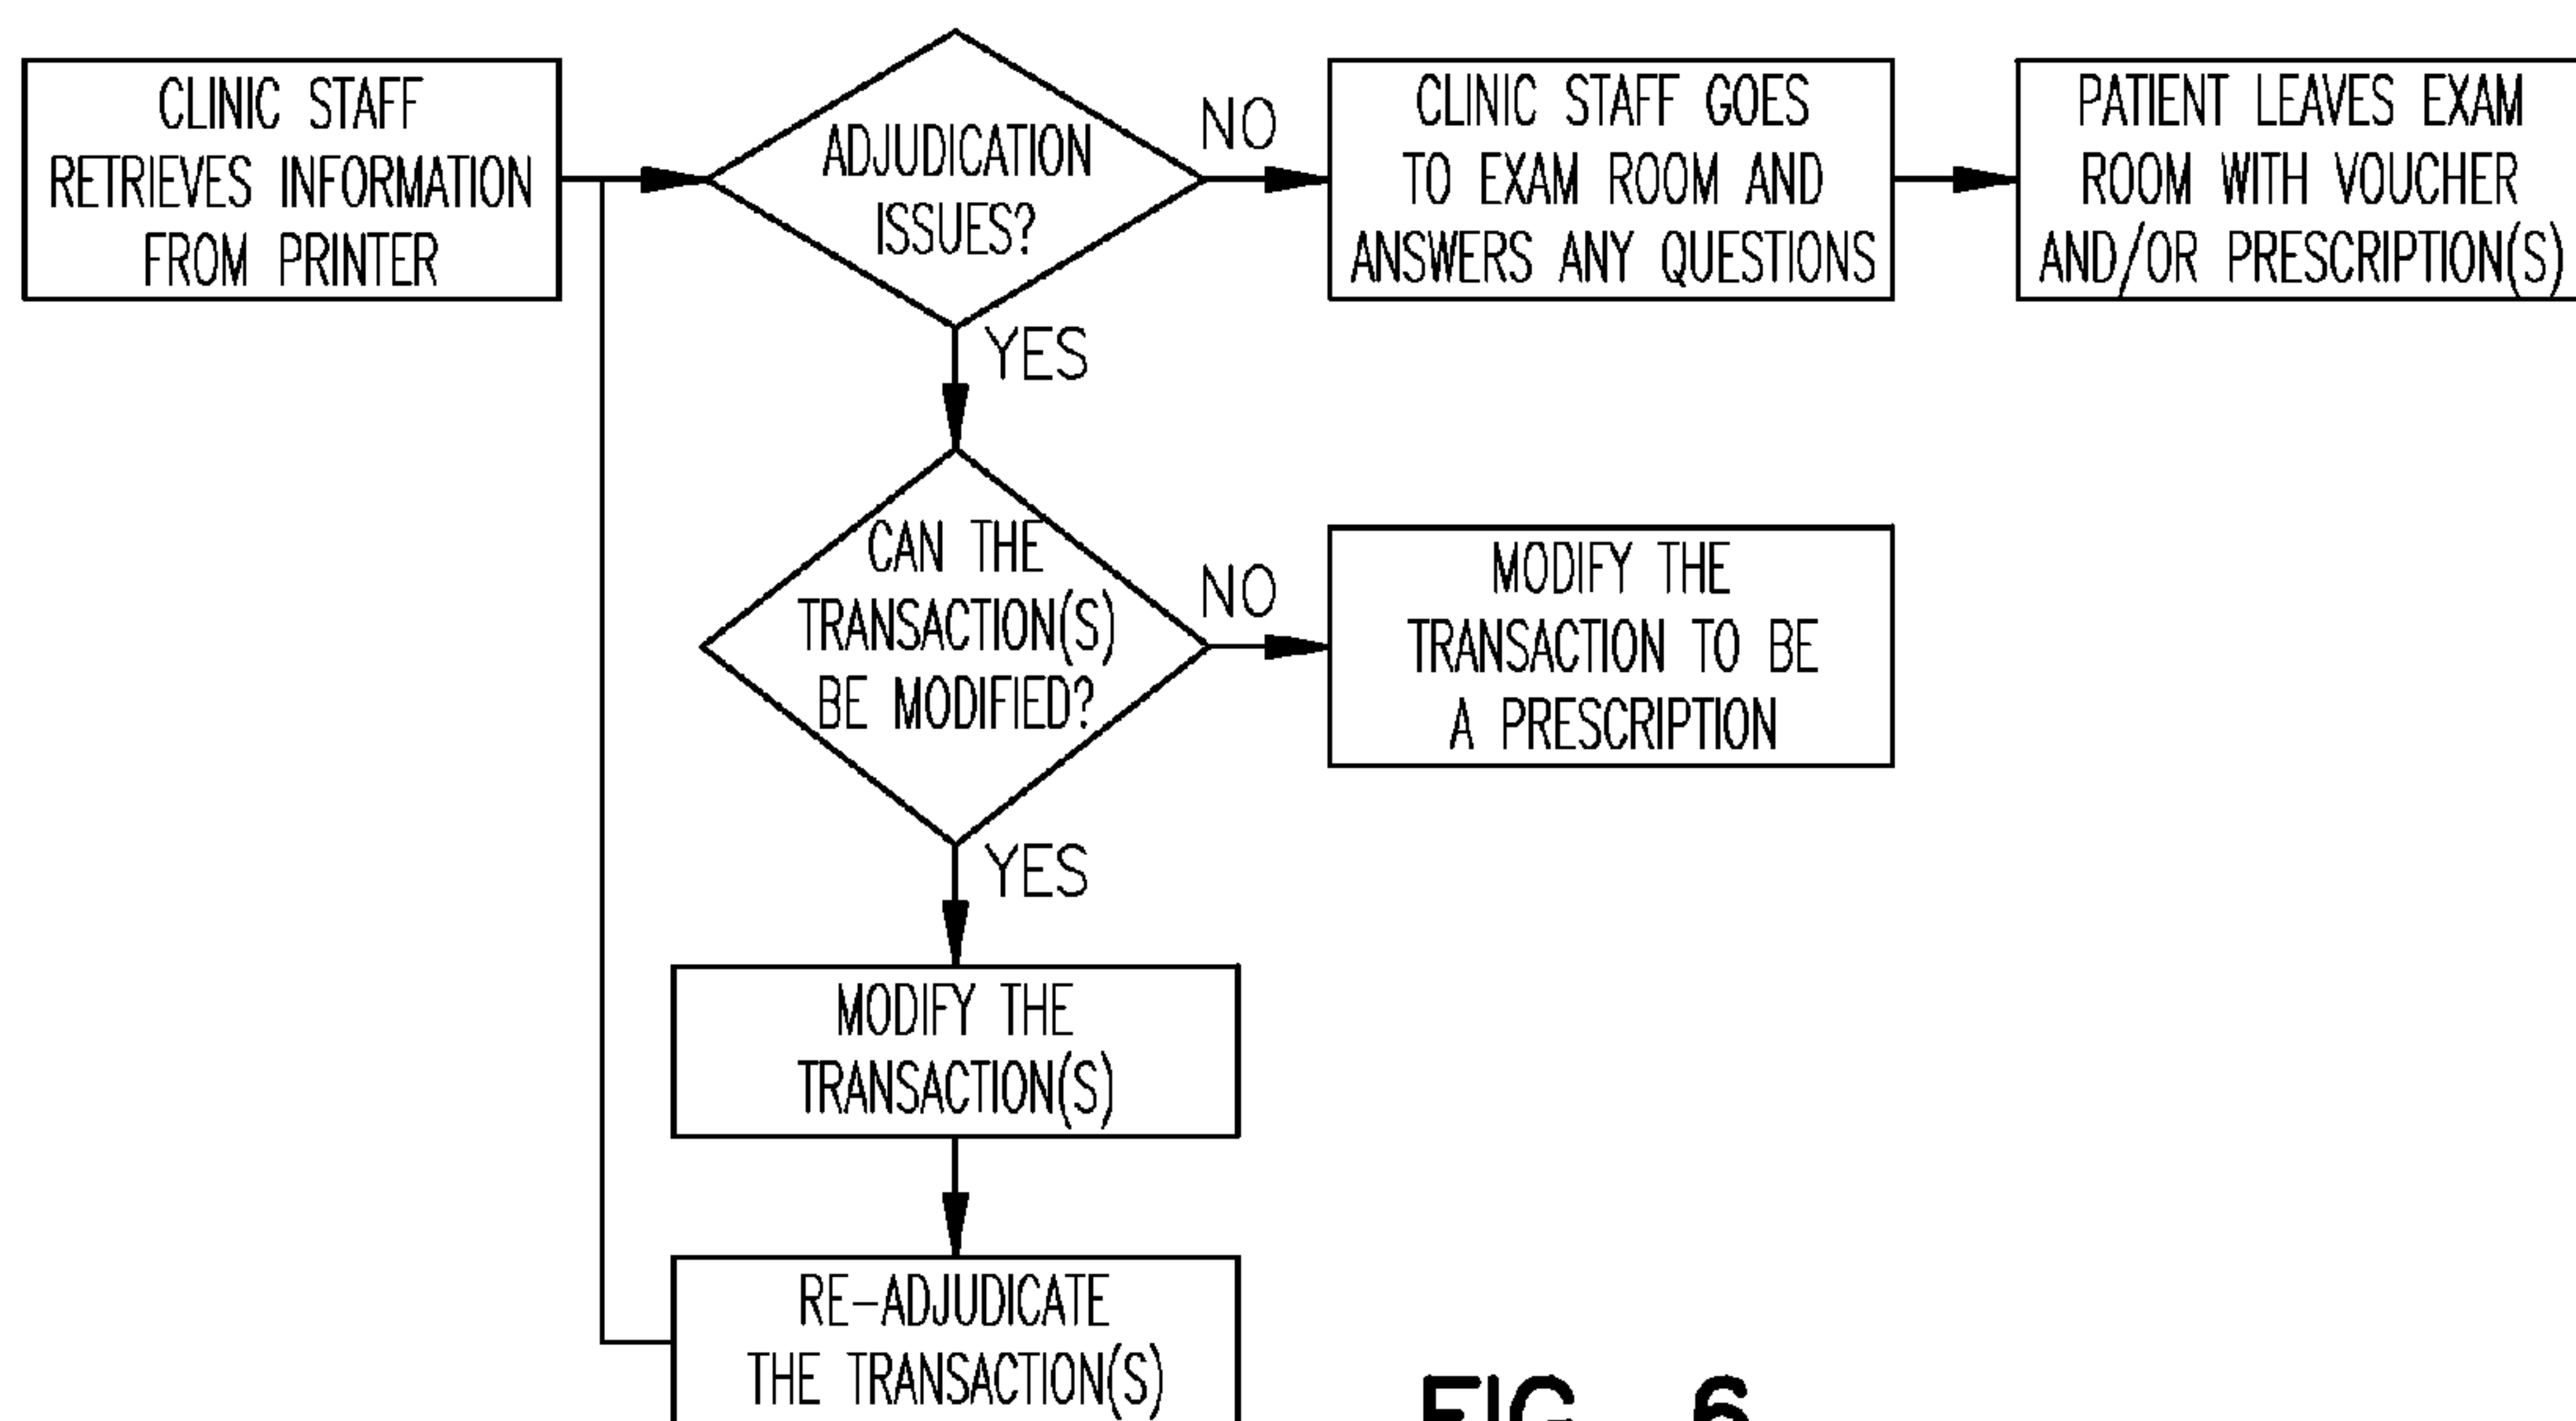 CLINIC STAFF
RETRIEVES INFORMATION
FROM PRINTER
ADJUDICATION
ISSUES?
NO
CLINIC STAFF GOES
TO EXAM ROOM AND
ANSWERS ANY QUESTIONS
PATIENT LEAVES EXAM
ROOM WITH VOUCHER
AND/OR PRESCRIPTION(S)
YES
CAN THE
TRANSACTION(S)
BE MODIFIED?
NO
MODIFY THE
TRANSACTION TO BE
A PRESCRIPTION
YES
MODIFY THE
TRANSACTION(S)
RE-ADJUDICATE
THE TRANSACTION(S)
FIG. 6